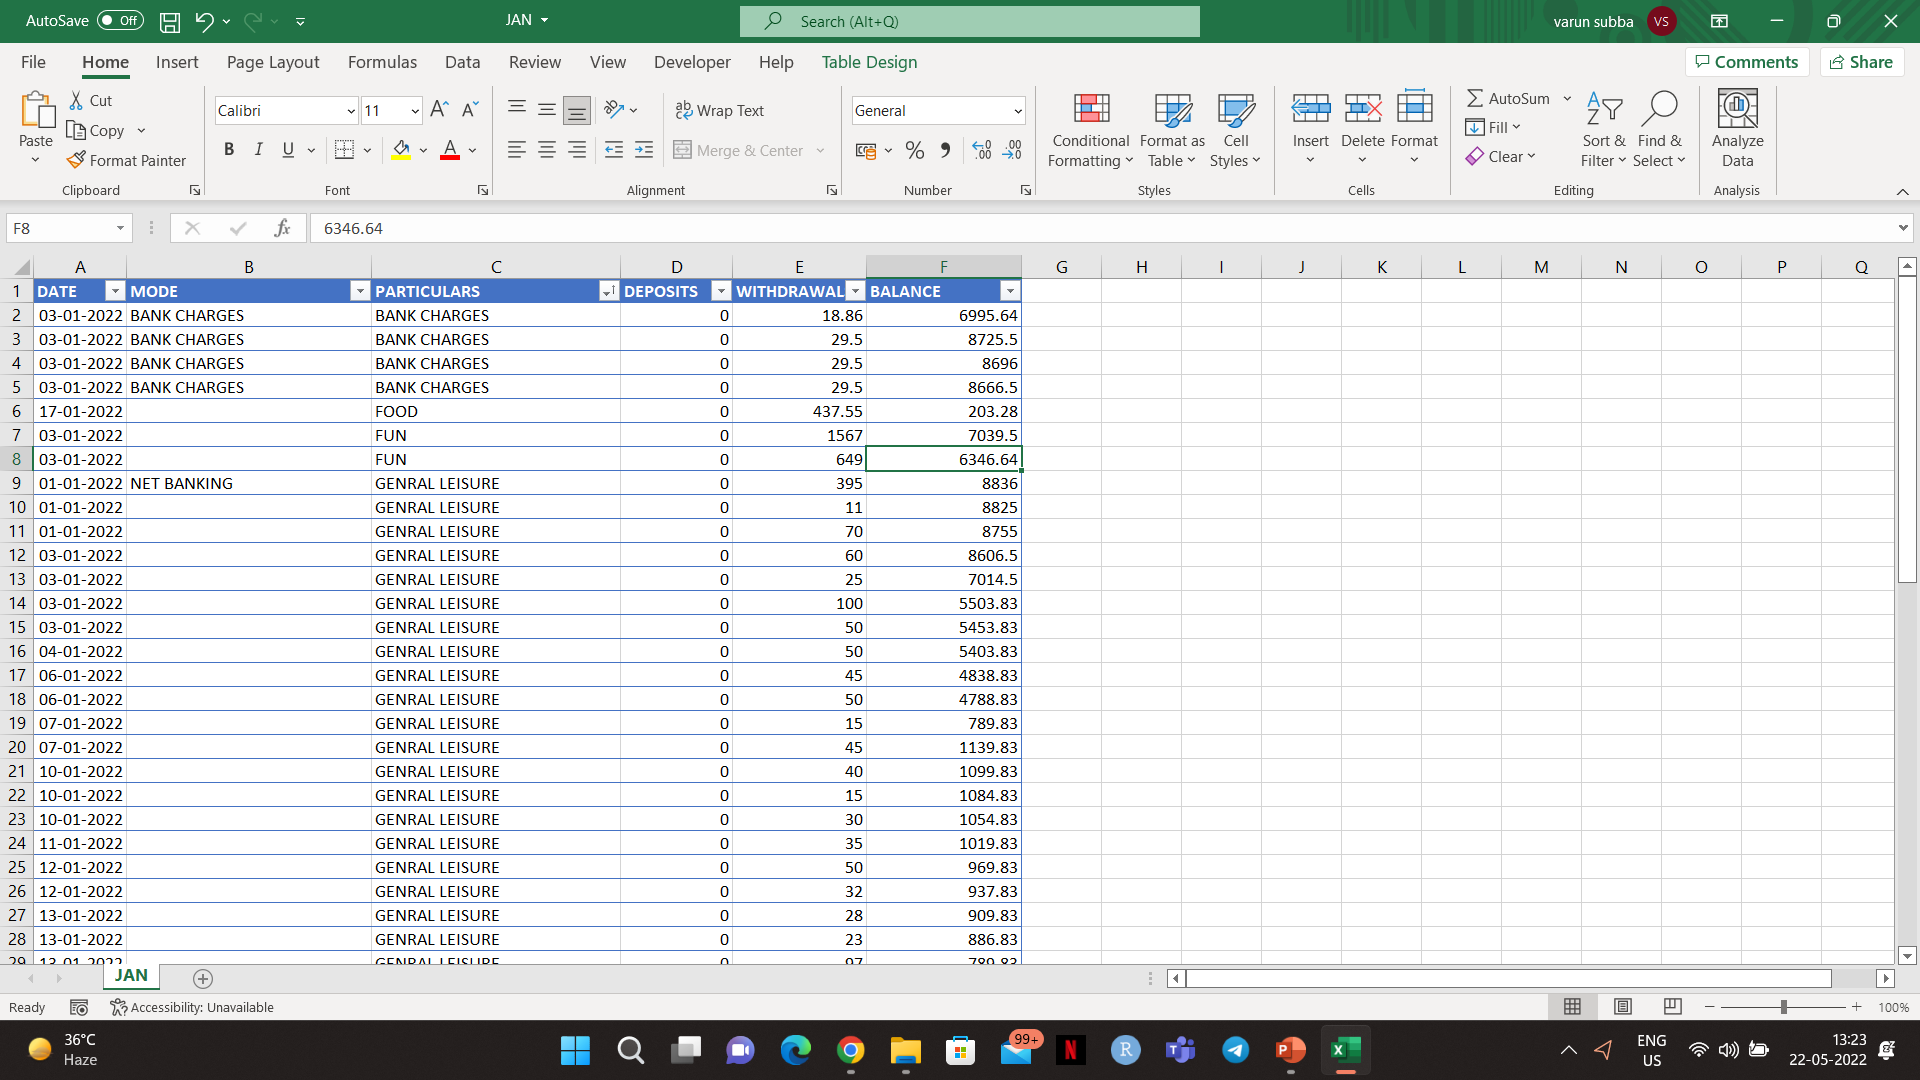 AutoSave Off JAN Search (Alt+Q) varun subba VS
File Home Insert Page Layout Formulas Data Review View Developer Help Table Design Comments Share
Paste Cut Copy Format Painter Clipboard
Calibri 11 B I U A Font
ab Wrap Text Merge & Center Alignment
General % Number
Conditional Formatting Format as Table Cell Styles Styles
Insert Delete Format Cells
AutoSum Fill Clear Sort & Filter Find & Select Editing
Analyze Data Analysis
F8 fx 6346.64
A B C D E F G H I J K L M N O P Q
1 DATE MODE PARTICULARS DEPOSITS WITHDRAWAL BALANCE
2 03-01-2022 BANK CHARGES BANK CHARGES 0 18.86 6995.64
3 03-01-2022 BANK CHARGES BANK CHARGES 0 29.5 8725.5
4 03-01-2022 BANK CHARGES BANK CHARGES 0 29.5 8696
5 03-01-2022 BANK CHARGES BANK CHARGES 0 29.5 8666.5
6 17-01-2022 FOOD 0 437.55 203.28
7 03-01-2022 FUN 0 1567 7039.5
8 03-01-2022 FUN 0 649 6346.64
9 01-01-2022 NET BANKING GENRAL LEISURE 0 395 8836
10 01-01-2022 GENRAL LEISURE 0 11 8825
11 01-01-2022 GENRAL LEISURE 0 70 8755
12 03-01-2022 GENRAL LEISURE 0 60 8606.5
13 03-01-2022 GENRAL LEISURE 0 25 7014.5
14 03-01-2022 GENRAL LEISURE 0 100 5503.83
15 03-01-2022 GENRAL LEISURE 0 50 5453.83
16 04-01-2022 GENRAL LEISURE 0 50 5403.83
17 06-01-2022 GENRAL LEISURE 0 45 4838.83
18 06-01-2022 GENRAL LEISURE 0 50 4788.83
19 07-01-2022 GENRAL LEISURE 0 15 789.83
20 07-01-2022 GENRAL LEISURE 0 45 1139.83
21 10-01-2022 GENRAL LEISURE 0 40 1099.83
22 10-01-2022 GENRAL LEISURE 0 15 1084.83
23 10-01-2022 GENRAL LEISURE 0 30 1054.83
24 11-01-2022 GENRAL LEISURE 0 35 1019.83
25 12-01-2022 GENRAL LEISURE 0 50 969.83
26 12-01-2022 GENRAL LEISURE 0 32 937.83
27 13-01-2022 GENRAL LEISURE 0 28 909.83
28 13-01-2022 GENRAL LEISURE 0 23 886.83
29 13-01-2022 GENRAL LEISURE 0 97 789.83
JAN
Ready Accessibility: Unavailable 100%
36°C
Haze
99+
ENG
US
13:23
22-05-2022